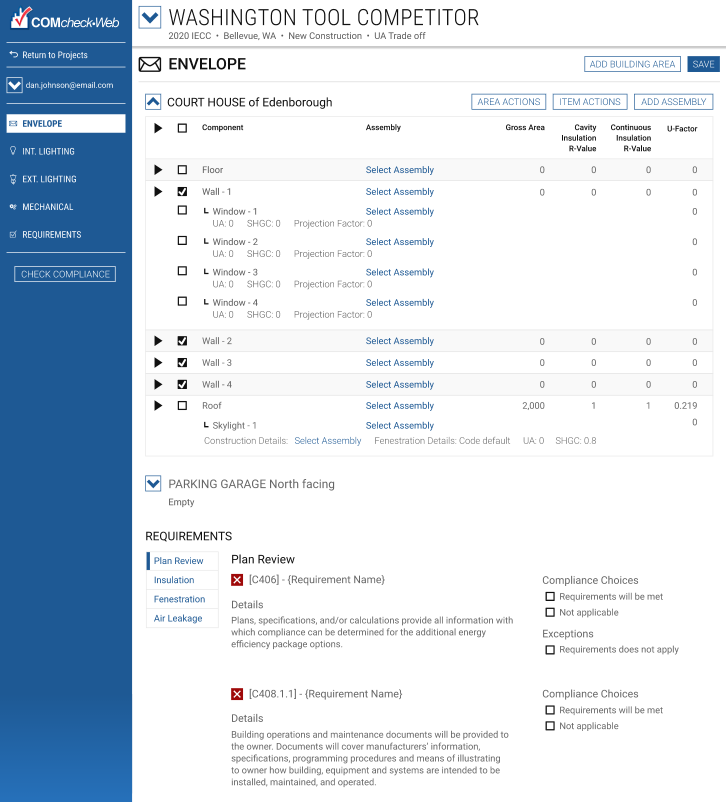 COMcheck-Web
Return to Projects
dan.johnson@email.com
ENVELOPE
INT. LIGHTING
EXT. LIGHTING
MECHANICAL
REQUIREMENTS
CHECK COMPLIANCE
WASHINGTON TOOL COMPETITOR
2020 IECC • Bellevue, WA • New Construction • UA Trade off
ENVELOPE
ADD BUILDING AREA SAVE
COURT HOUSE of Edenborough
AREA ACTIONS ITEM ACTIONS ADD ASSEMBLY
Component Assembly Gross Area Cavity Insulation R-Value Continuous Insulation R-Value U-Factor
Floor Select Assembly 0 0 0 0
Wall - 1 Select Assembly 0 0 0 0
Window - 1 Select Assembly 0
UA: 0 SHGC: 0 Projection Factor: 0
Window - 2 Select Assembly 0
UA: 0 SHGC: 0 Projection Factor: 0
Window - 3 Select Assembly 0
UA: 0 SHGC: 0 Projection Factor: 0
Window - 4 Select Assembly 0
UA: 0 SHGC: 0 Projection Factor: 0
Wall - 2 Select Assembly 0 0 0 0
Wall - 3 Select Assembly 0 0 0 0
Wall - 4 Select Assembly 0 0 0 0
Roof Select Assembly 2,000 1 1 0.219
Skylight - 1 Select Assembly 0
Construction Details: Select Assembly Fenestration Details: Code default UA: 0 SHGC: 0.8
PARKING GARAGE North facing
Empty
REQUIREMENTS
Plan Review
Insulation
Fenestration
Air Leakage
Plan Review
[C406] - {Requirement Name}
Details
Plans, specifications, and/or calculations provide all information with
which compliance can be determined for the additional energy
efficiency package options.
Compliance Choices
Requirements will be met
Not applicable
Exceptions
Requirements does not apply
[C408.1.1] - {Requirement Name}
Details
Building operations and maintenance documents will be provided to
the owner. Documents will cover manufacturers' information,
specifications, programming procedures and means of illustrating
to owner how building, equipment and systems are intended to be
installed, maintained, and operated.
Compliance Choices
Requirements will be met
Not applicable